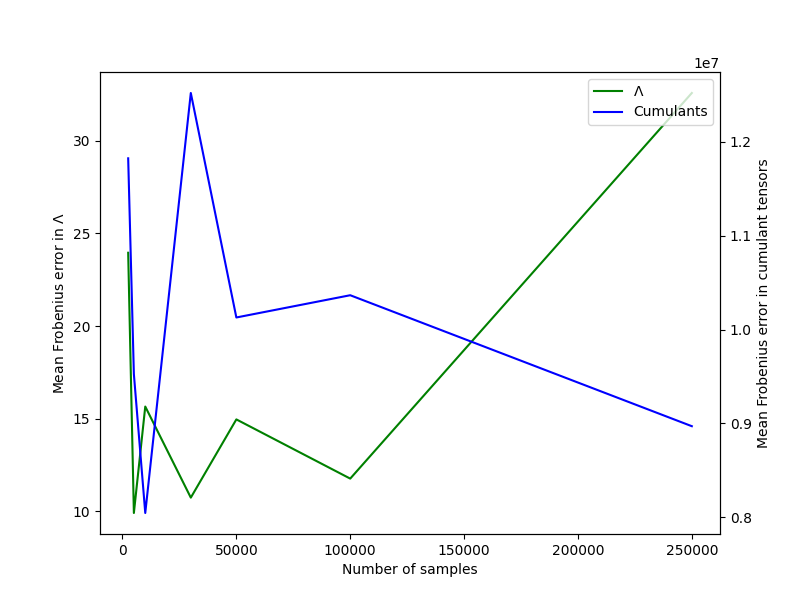 1e7
Λ
Cumulants
30
25
20
15
10
1.2
1.1
1.0
0.9
0.8
Mean Frobenius error in Λ
Mean Frobenius error in cumulant tensors
0
50000
100000
150000
200000
250000
Number of samples